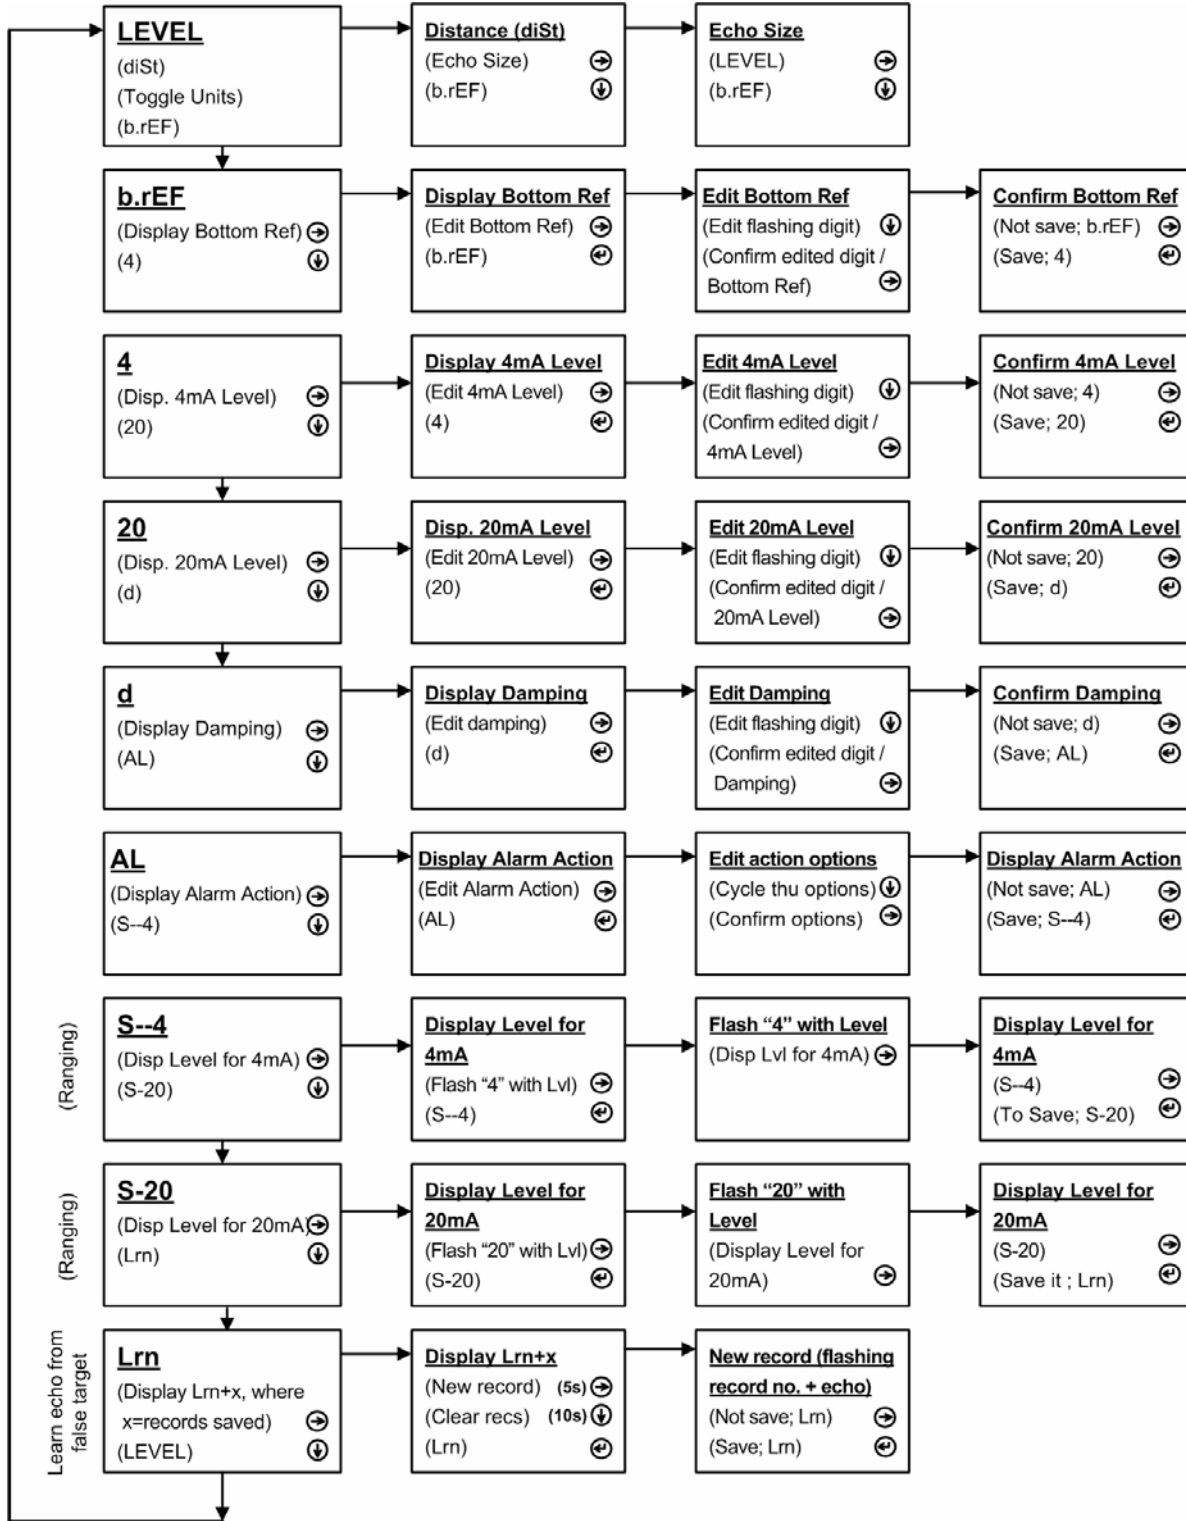 LEVEL
(diSt)
(Toggle Units)
(b.rEF)
Distance (diSt)
(Echo Size)
(b.rEF)
Echo Size
(LEVEL)
(b.rEF)
b.rEF
(Display Bottom Ref)
(4)
Display Bottom Ref
(Edit Bottom Ref)
(b.rEF)
Edit Bottom Ref
(Edit flashing digit)
(Confirm edited digit /
Bottom Ref)
Confirm Bottom Ref
(Not save; b.rEF)
(Save; 4)
4
(Disp. 4mA Level)
(20)
Display 4mA Level
(Edit 4mA Level)
(4)
Edit 4mA Level
(Edit flashing digit)
(Confirm edited digit /
4mA Level)
Confirm 4mA Level
(Not save; 4)
(Save; 20)
20
(Disp. 20mA Level)
(d)
Disp. 20mA Level
(Edit 20mA Level)
(20)
Edit 20mA Level
(Edit flashing digit)
(Confirm edited digit /
20mA Level)
Confirm 20mA Level
(Not save; 20)
(Save; d)
d
(Display Damping)
(AL)
Display Damping
(Edit damping)
(d)
Edit Damping
(Edit flashing digit)
(Confirm edited digit /
Damping)
Confirm Damping
(Not save; d)
(Save; AL)
AL
(Display Alarm Action)
(S--4)
Display Alarm Action
(Edit Alarm Action)
(AL)
Edit action options
(Cycle thu options)
(Confirm options)
Display Alarm Action
(Not save; AL)
(Save; S--4)
(Ranging)
S--4
(Disp Level for 4mA)
(S-20)
Display Level for
4mA
(Flash "4" with Lvl)
(S--4)
Flash "4" with Level
(Disp Lvl for 4mA)
Display Level for
4mA
(S--4)
(To Save; S-20)
(Ranging)
S-20
(Disp Level for 20mA)
(Lrn)
Display Level for
20mA
(Flash "20" with Lvl)
(S-20)
Flash "20" with
Level
(Display Level for
20mA)
Display Level for
20mA
(S-20)
(Save it ; Lrn)
Learn echo from
false target
Lrn
(Display Lrn+x, where
x=records saved)
(LEVEL)
Display Lrn+x
(New record) (5s)
(Clear recs) (10s)
(Lrn)
New record (flashing
record no. + echo)
(Not save; Lrn)
(Save; Lrn)